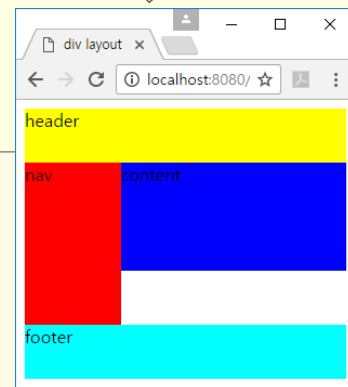 div layout
localhost:8080/
header
nav
content
footer